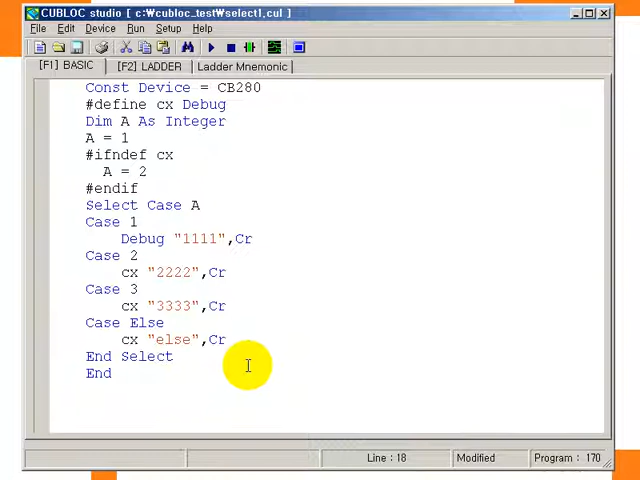 CUBLOC studio [ c:\cubloc_test\select1,cul ]
File Edit Device Run Setup Help
[F1] BASIC [F2] LADDER Ladder Mnemonic
Const Device = CB280
#define cx Debug
Dim A As Integer
A = 1
#ifndef cx
A = 2
#endif
Select Case A
Case 1
Debug "1111",Cr
Case 2
cx "2222",Cr
Case 3
cx "3333",Cr
Case Else
cx "else",Cr
End Select
End
Line : 18 Modified Program : 170